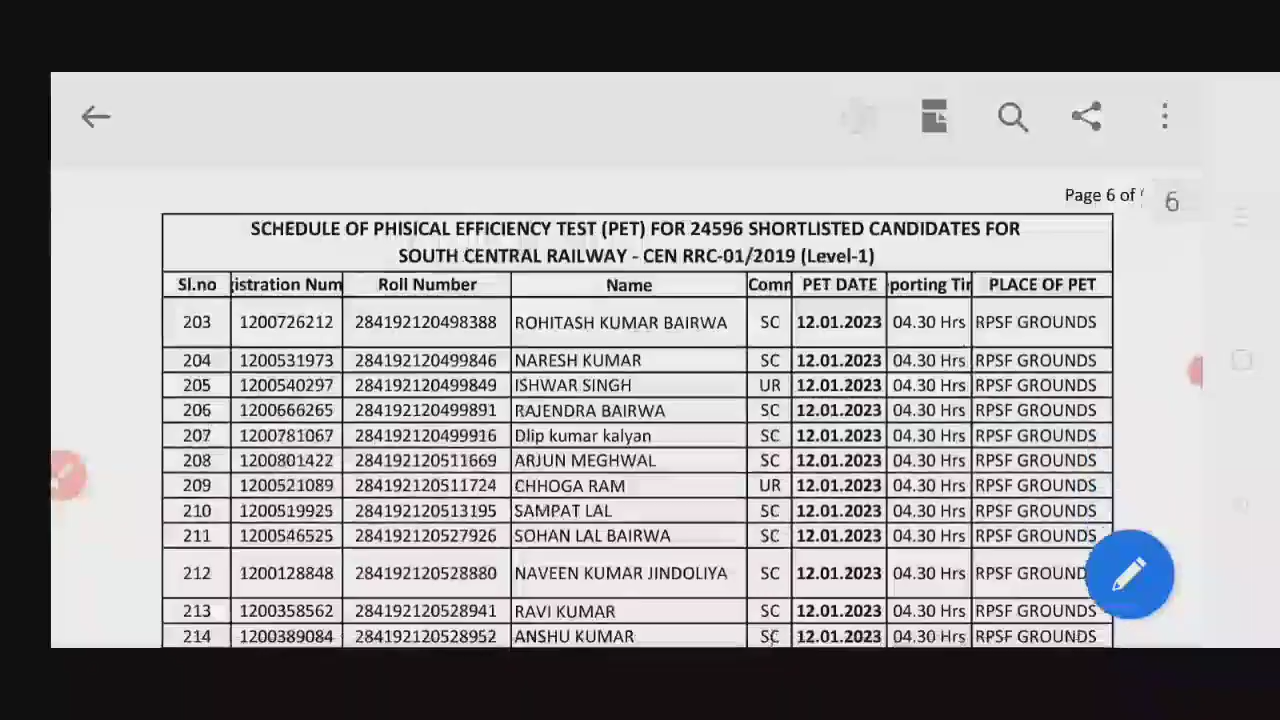 Page 6 of
6
SCHEDULE OF PHISICAL EFFICIENCY TEST (PET) FOR 24596 SHORTLISTED CANDIDATES FOR
SOUTH CENTRAL RAILWAY - CEN RRC-01/2019 (Level-1)
Sl.no istration Num Roll Number Name Comn PET DATE porting Tir PLACE OF PET
203 1200726212 284192120498388 ROHITASH KUMAR BAIRWA SC 12.01.2023 04.30 Hrs RPSF GROUNDS
204 1200531973 284192120499846 NARESH KUMAR SC 12.01.2023 04.30 Hrs RPSF GROUNDS
205 1200540297 284192120499849 ISHWAR SINGH UR 12.01.2023 04.30 Hrs RPSF GROUNDS
206 1200666265 284192120499891 RAJENDRA BAIRWA SC 12.01.2023 04.30 Hrs RPSF GROUNDS
207 1200781067 284192120499916 Dlip kumar kalyan SC 12.01.2023 04.30 Hrs RPSF GROUNDS
208 1200801422 284192120511669 ARJUN MEGHWAL SC 12.01.2023 04.30 Hrs RPSF GROUNDS
209 1200521089 284192120511724 CHHOGA RAM UR 12.01.2023 04.30 Hrs RPSF GROUNDS
210 1200519925 284192120513195 SAMPAT LAL SC 12.01.2023 04.30 Hrs RPSF GROUNDS
211 1200546525 284192120527926 SOHAN LAL BAIRWA SC 12.01.2023 04.30 Hrs RPSF GROUNDS
212 1200128848 284192120528880 NAVEEN KUMAR JINDOLIYA SC 12.01.2023 04.30 Hrs RPSF GROUND
213 1200358562 284192120528941 RAVI KUMAR SC 12.01.2023 04.30 Hrs RPSF GROUNDS
214 1200389084 284192120528952 ANSHU KUMAR SC 12.01.2023 04.30 Hrs RPSF GROUNDS